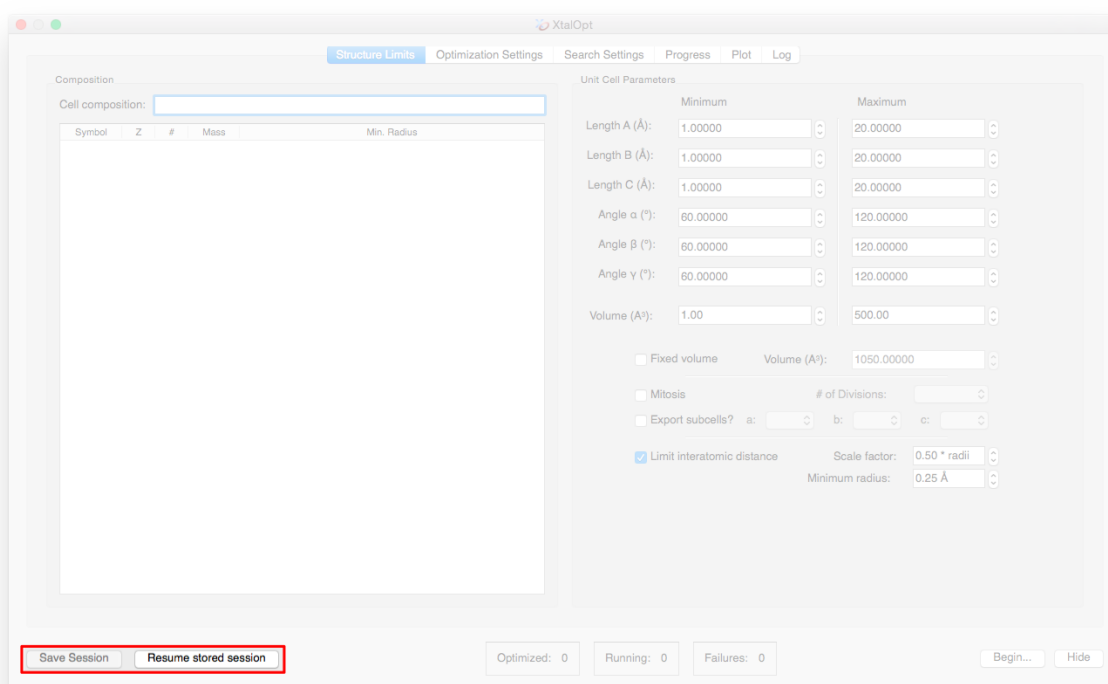 XtalOpt
Structure Limits Optimization Settings Search Settings Progress Plot Log
Composition
Cell composition:
Symbol Z # Mass Min. Radius
Unit Cell Parameters
Minimum Maximum
Length A (Å): 1.00000 20.00000
Length B (Å): 1.00000 20.00000
Length C (Å): 1.00000 20.00000
Angle α (°): 60.00000 120.00000
Angle β (°): 60.00000 120.00000
Angle γ (°): 60.00000 120.00000
Volume (A³): 1.00 500.00
Fixed volume Volume (A³): 1050.00000
Mitosis # of Divisions:
Export subcells? a: b: c:
Limit interatomic distance Scale factor: 0.50 * radii
Minimum radius: 0.25 Å
Save Session Resume stored session Optimized: 0 Running: 0 Failures: 0 Begin... Hide